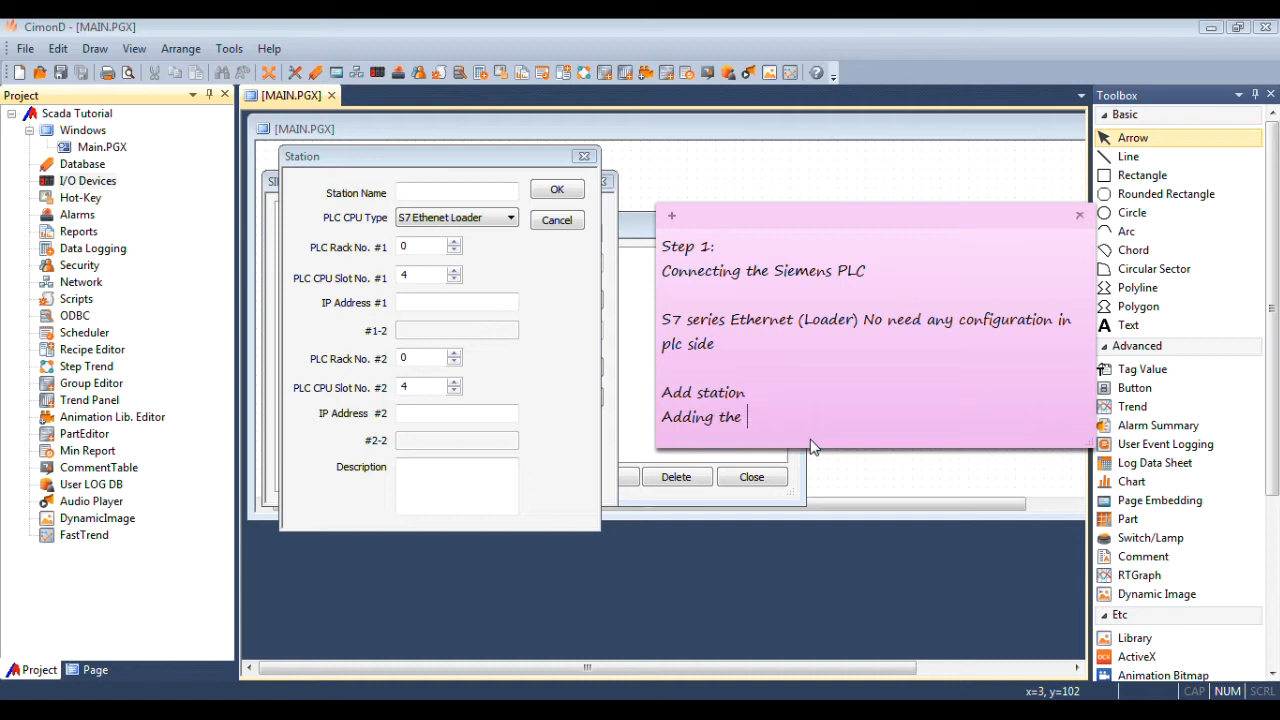 CimonD - [MAIN.PGX]
File Edit Draw View Arrange Tools Help
Project
Scada Tutorial
Windows
Main.PGX
Database
I/O Devices
Hot-Key
Alarms
Reports
Data Logging
Security
Network
Scripts
ODBC
Scheduler
Recipe Editor
Step Trend
Group Editor
Trend Panel
Animation Lib. Editor
PartEditor
Min Report
CommentTable
User LOG DB
Audio Player
DynamicImage
FastTrend
Project Page
[MAIN.PGX]
[MAIN.PGX]
Station
Station Name
OK
PLC CPU Type S7 Ethenet Loader
Cancel
PLC Rack No. #1 0
PLC CPU Slot No. #1 4
IP Address #1
#1-2
PLC Rack No. #2 0
PLC CPU Slot No. #2 4
IP Address #2
#2-2
Description
Delete Close
+
Step 1:
Connecting the Siemens PLC
S7 series Ethernet (Loader) No need any configuration in
plc side
Add station
Adding the
Toolbox
Basic
Arrow
Line
Rectangle
Rounded Rectangle
Circle
Arc
Chord
Circular Sector
Polyline
Polygon
A Text
Advanced
Tag Value
Button
Trend
Alarm Summary
User Event Logging
Log Data Sheet
Chart
Page Embedding
Part
Switch/Lamp
Comment
RTGraph
Dynamic Image
Etc
Library
OCX ActiveX
Animation Bitmap
x=3, y=102 CAP NUM SCRL